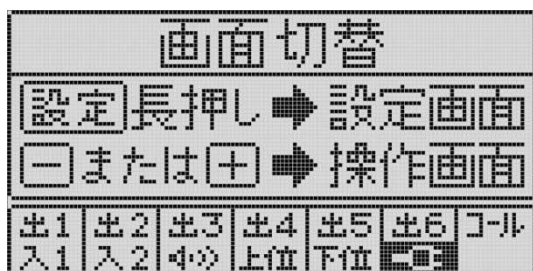 画面切替
設定長押し➡設定画面
−または+➡操作画面
出1 出2 出3 出4 出5 出6 コール
入1 入2 上位 下位